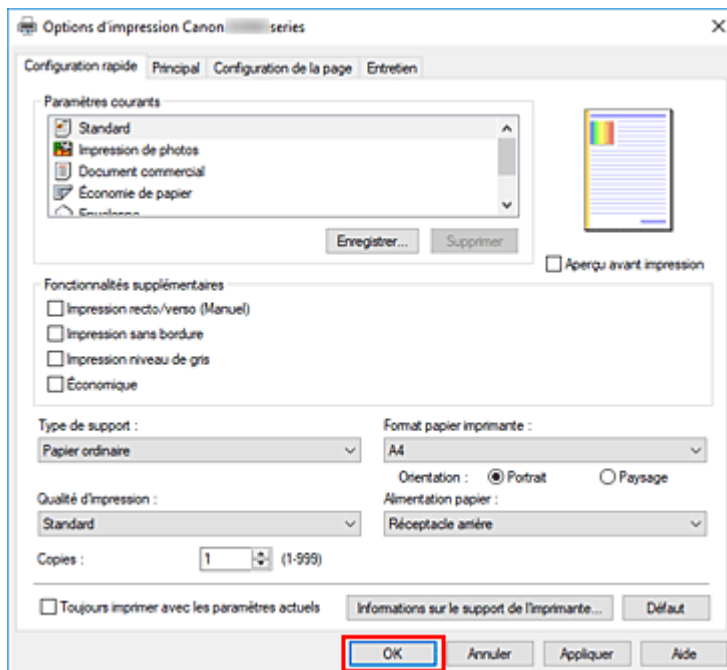 Options d'impression Canon series
Configuration rapide Principal Configuration de la page Entretien
Paramètres courants
Standard
Impression de photos
Document commercial
Économie de papier
Enregistrer... Supprimer
Aperçu avant impression
Fonctionnalités supplémentaires
Impression recto/verso (Manuel)
Impression sans bordure
Impression niveau de gris
Économique
Type de support : Format papier imprimante :
Papier ordinaire A4
Orientation : Portrait Paysage
Qualité d'impression : Alimentation papier :
Standard Réceptacle arrière
Copies : 1 (1-999)
Toujours imprimer avec les paramètres actuels Informations sur le support de l'imprimante... Défaut
OK Annuler Appliquer Aide